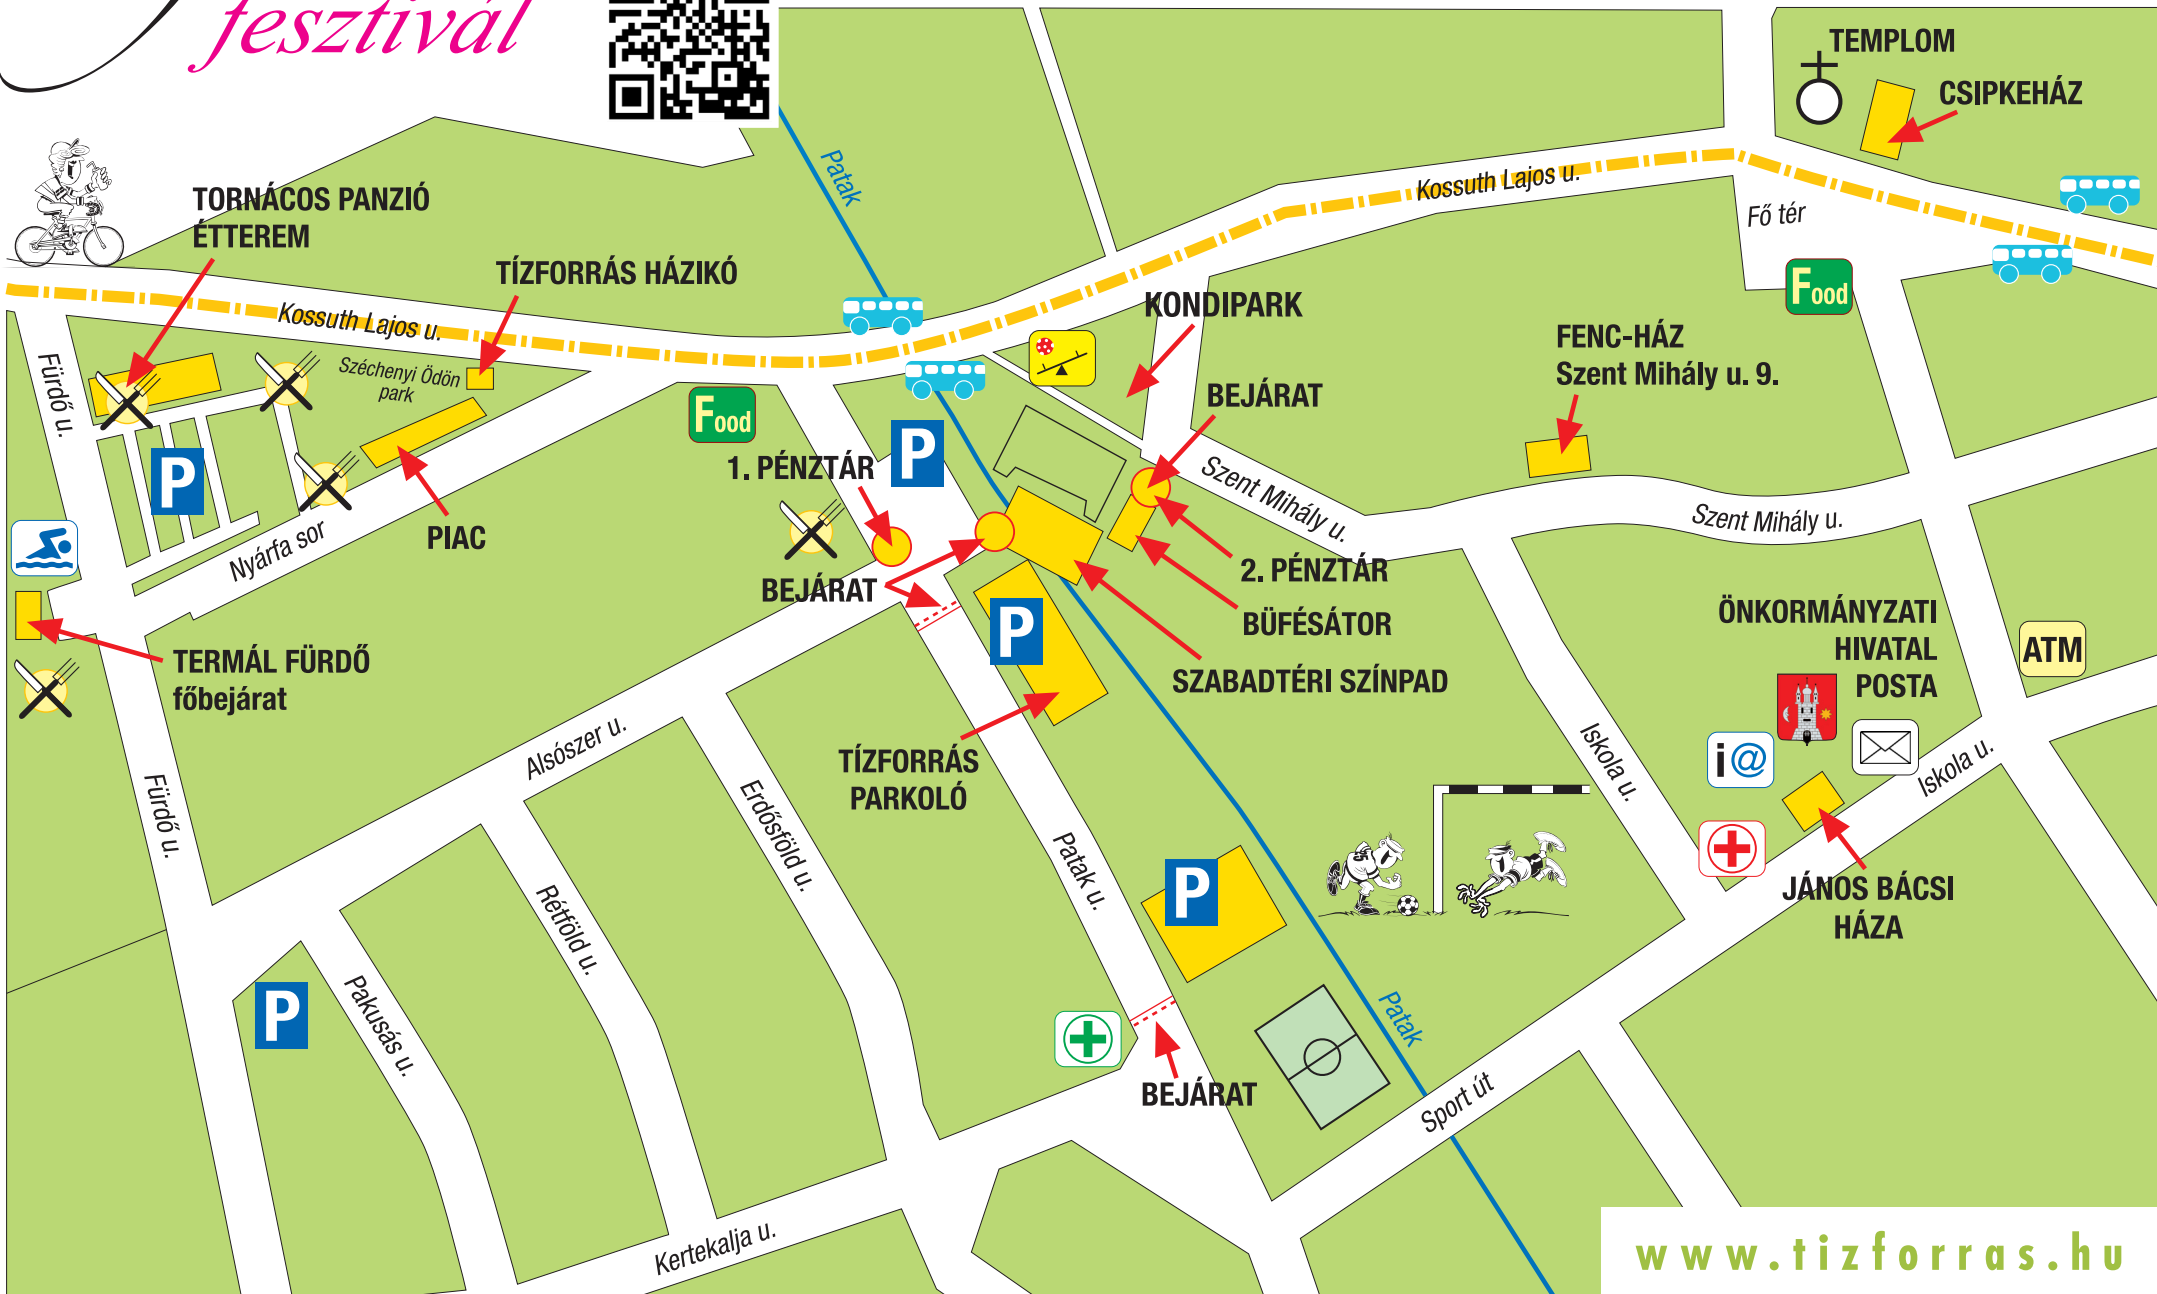 fesztivál
TEMPLOM
CSIPKEHÁZ
Patak
Kossuth Lajos u.
Fő tér
TORNÁCOS PANZIÓ
ÉTTEREM
TÍZFORRÁS HÁZIKÓ
Kossuth Lajos u.
KONDIPARK
Food
FENC-HÁZ
Szent Mihály u. 9.
Fürdő u.
Széchenyi Ödön
park
BEJÁRAT
Food
P
P
1. PÉNZTÁR
Szent Mihály u.
Szent Mihály u.
PIAC
Nyárfa sor
2. PÉNZTÁR
BEJÁRAT
BÜFÉSÁTOR
P
ÖNKORMÁNYZATI
HIVATAL
POSTA
ATM
TERMÁL FÜRDŐ
főbejárat
SZABADTÉRI SZÍNPAD
Alsószer u.
TÍZFORRÁS
PARKOLÓ
Iskola u.
i@
Iskola u.
Fürdő u.
Erdősföld u.
Patak u.
P
Rétföld u.
JÁNOS BÁCSI
HÁZA
P
Pakusás u.
Patak
BEJÁRAT
Sport út
Kertekalja u.
www.tizforras.hu